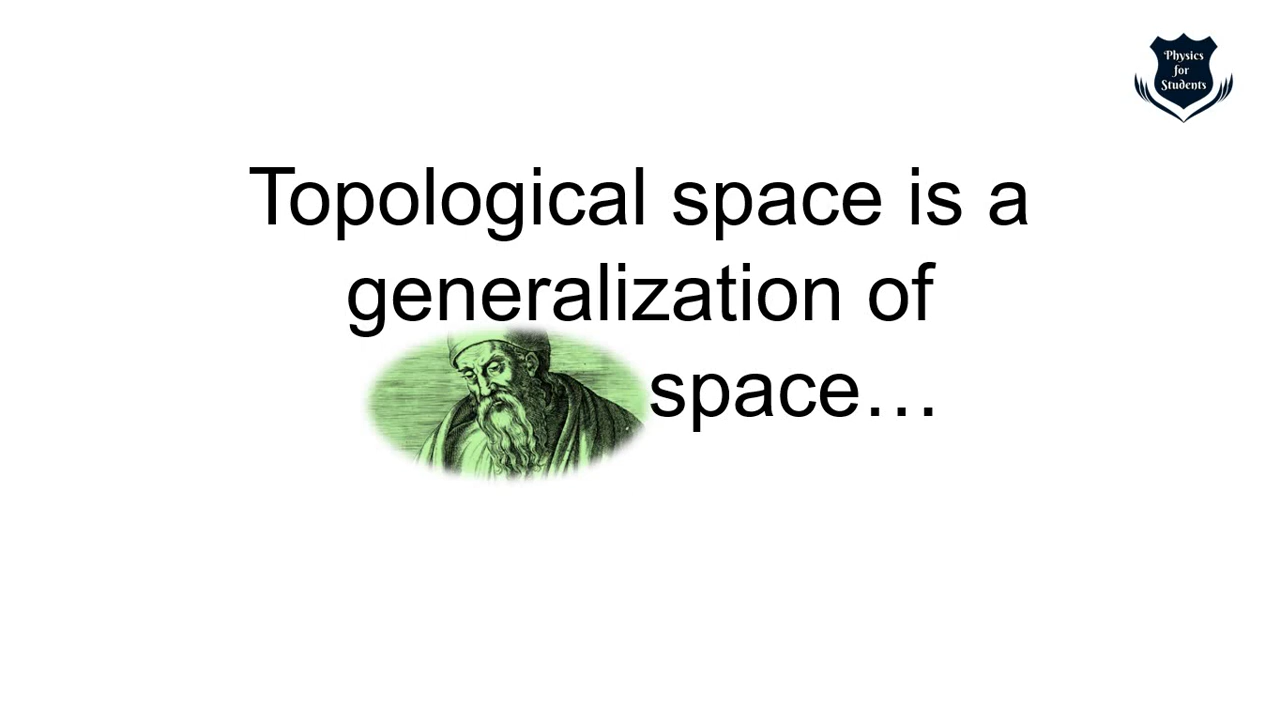 Physics
for
Students
Topological space is a
generalization of
space…